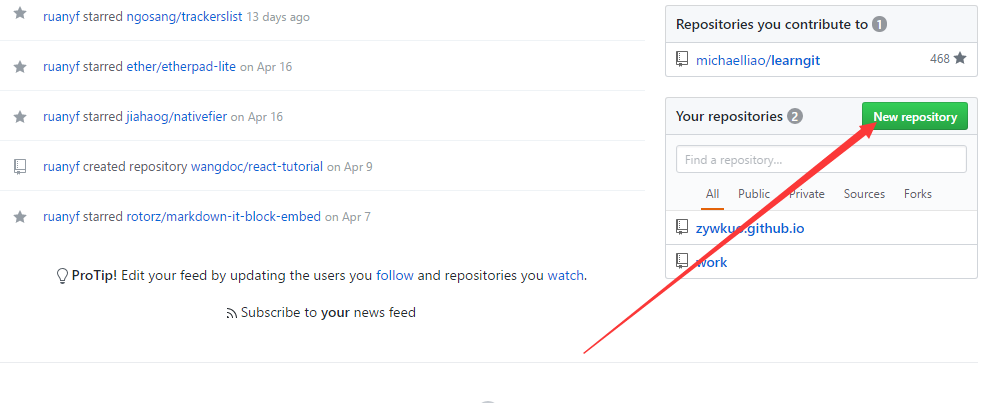 ruanyf starred ngosang/trackerslist 13 days ago
ruanyf starred ether/etherpad-lite on Apr 16
ruanyf starred jiahaog/nativefier on Apr 16
ruanyf created repository wangdoc/react-tutorial on Apr 9
ruanyf starred rotorz/markdown-it-block-embed on Apr 7
ProTip! Edit your feed by updating the users you follow and repositories you watch.
Subscribe to your news feed
Repositories you contribute to 1
michaelliao/learngit 468
Your repositories 2 New repository
Find a repository...
All Public Private Sources Forks
zywkuo.github.io
work